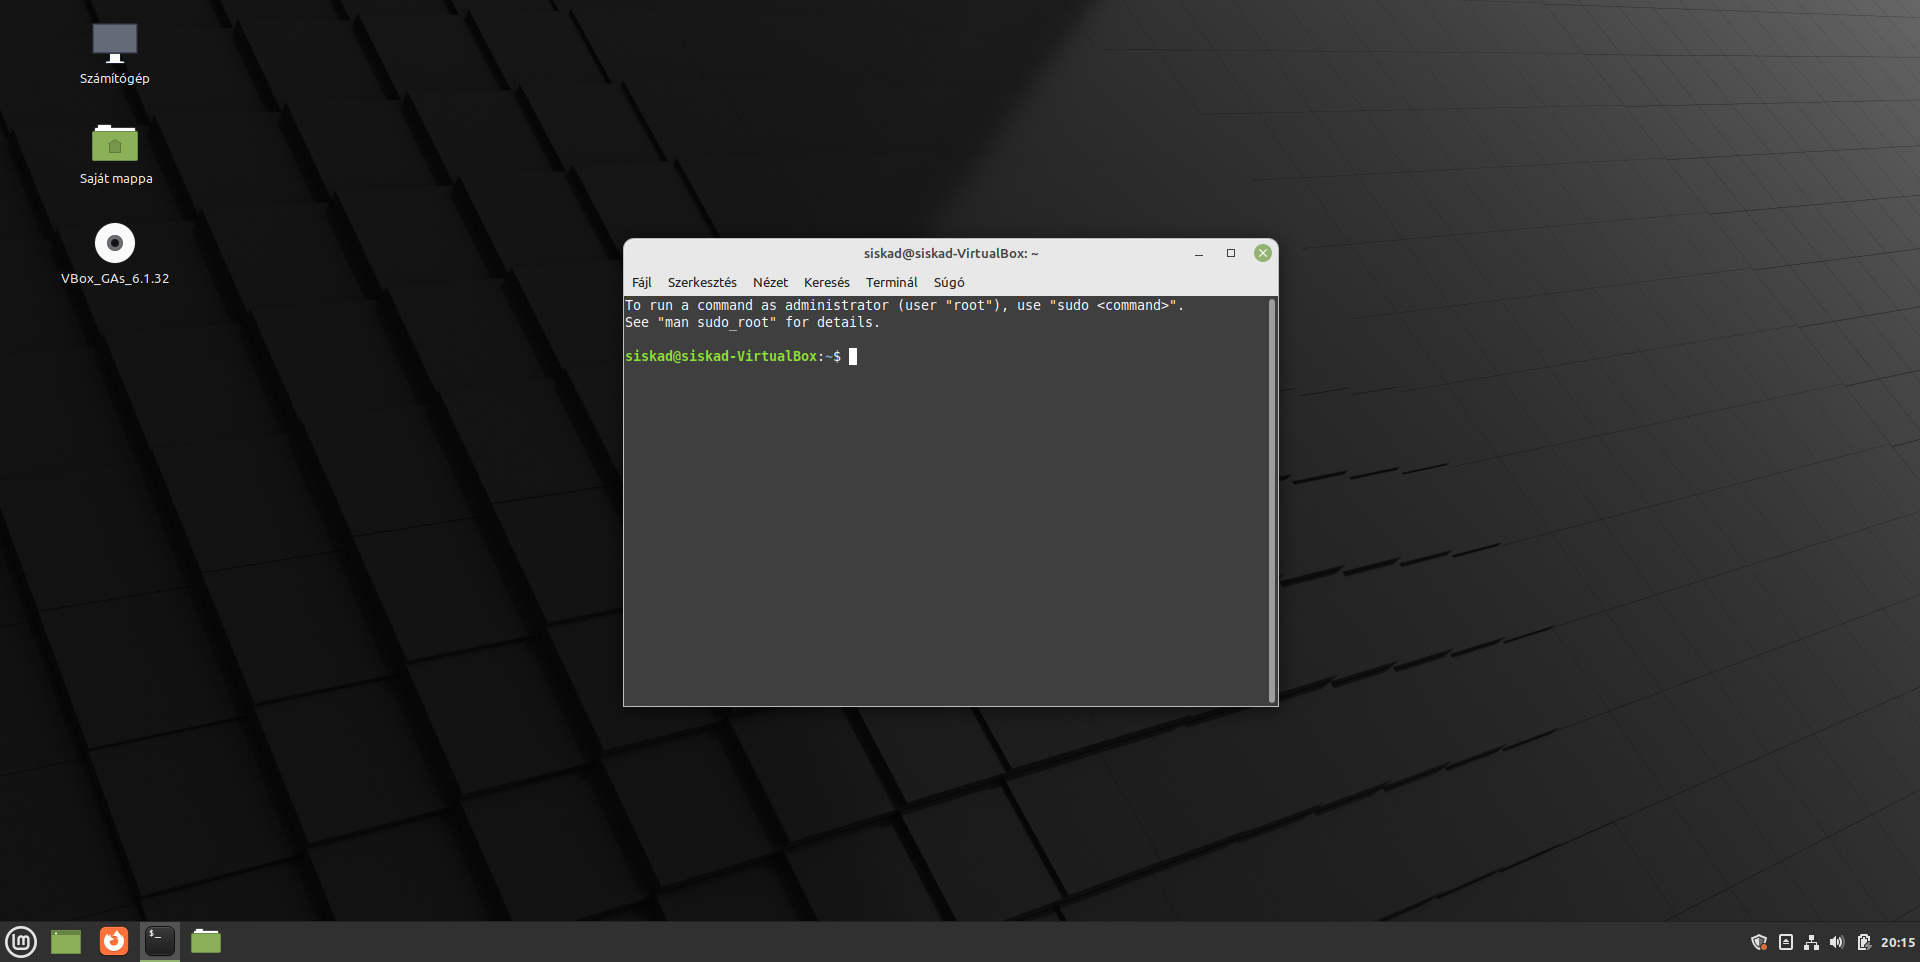 Számítógép
Saját mappa
VBox_GAs_6.1.32
siskad@siskad-VirtualBox: ~
Fájl Szerkesztés Nézet Keresés Terminál Súgó
To run a command as administrator (user "root"), use "sudo <command>".
See "man sudo_root" for details.
siskad@siskad-VirtualBox:~$
$_
lm
20:15